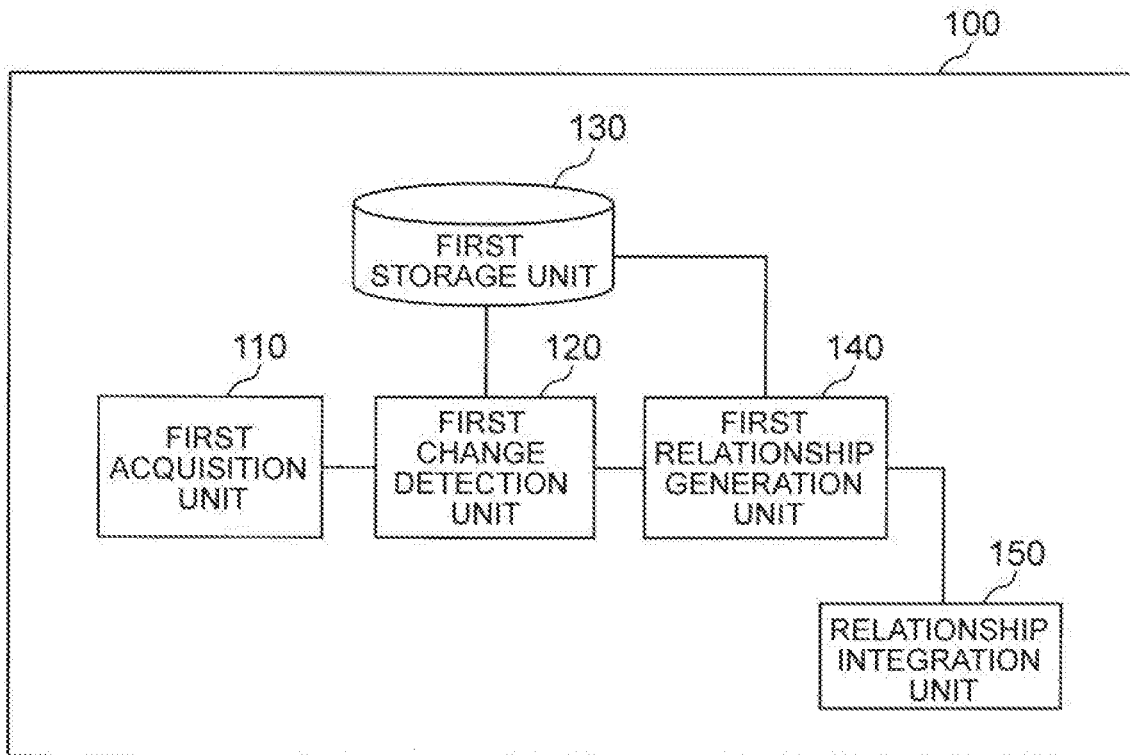 100
130
FIRST
STORAGE UNIT
110
120
140
FIRST
ACQUISITION
UNIT
FIRST
CHANGE
DETECTION
UNIT
FIRST
RELATIONSHIP
GENERATION
UNIT
150
RELATIONSHIP
INTEGRATION
UNIT